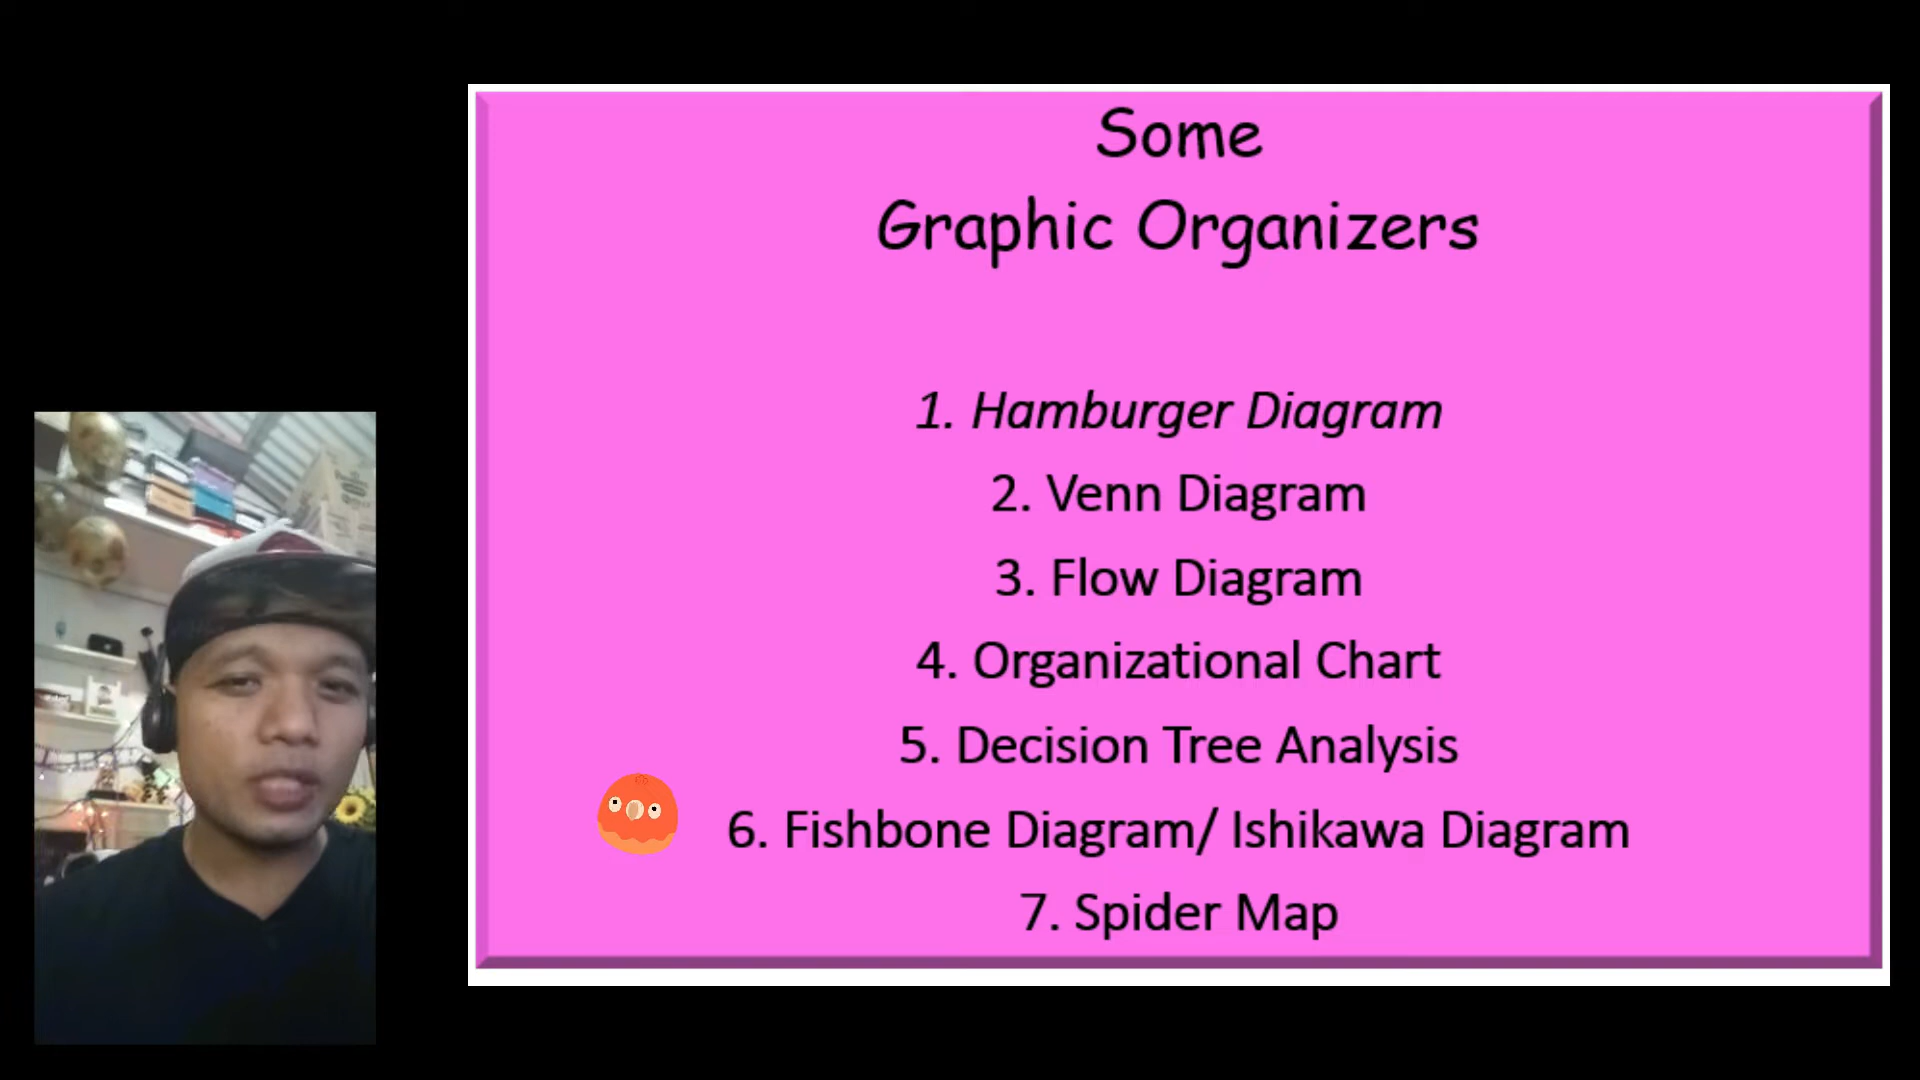 Some
Graphic Organizers
1. Hamburger Diagram
2. Venn Diagram
3. Flow Diagram
4. Organizational Chart
5. Decision Tree Analysis
6. Fishbone Diagram/ Ishikawa Diagram
7. Spider Map